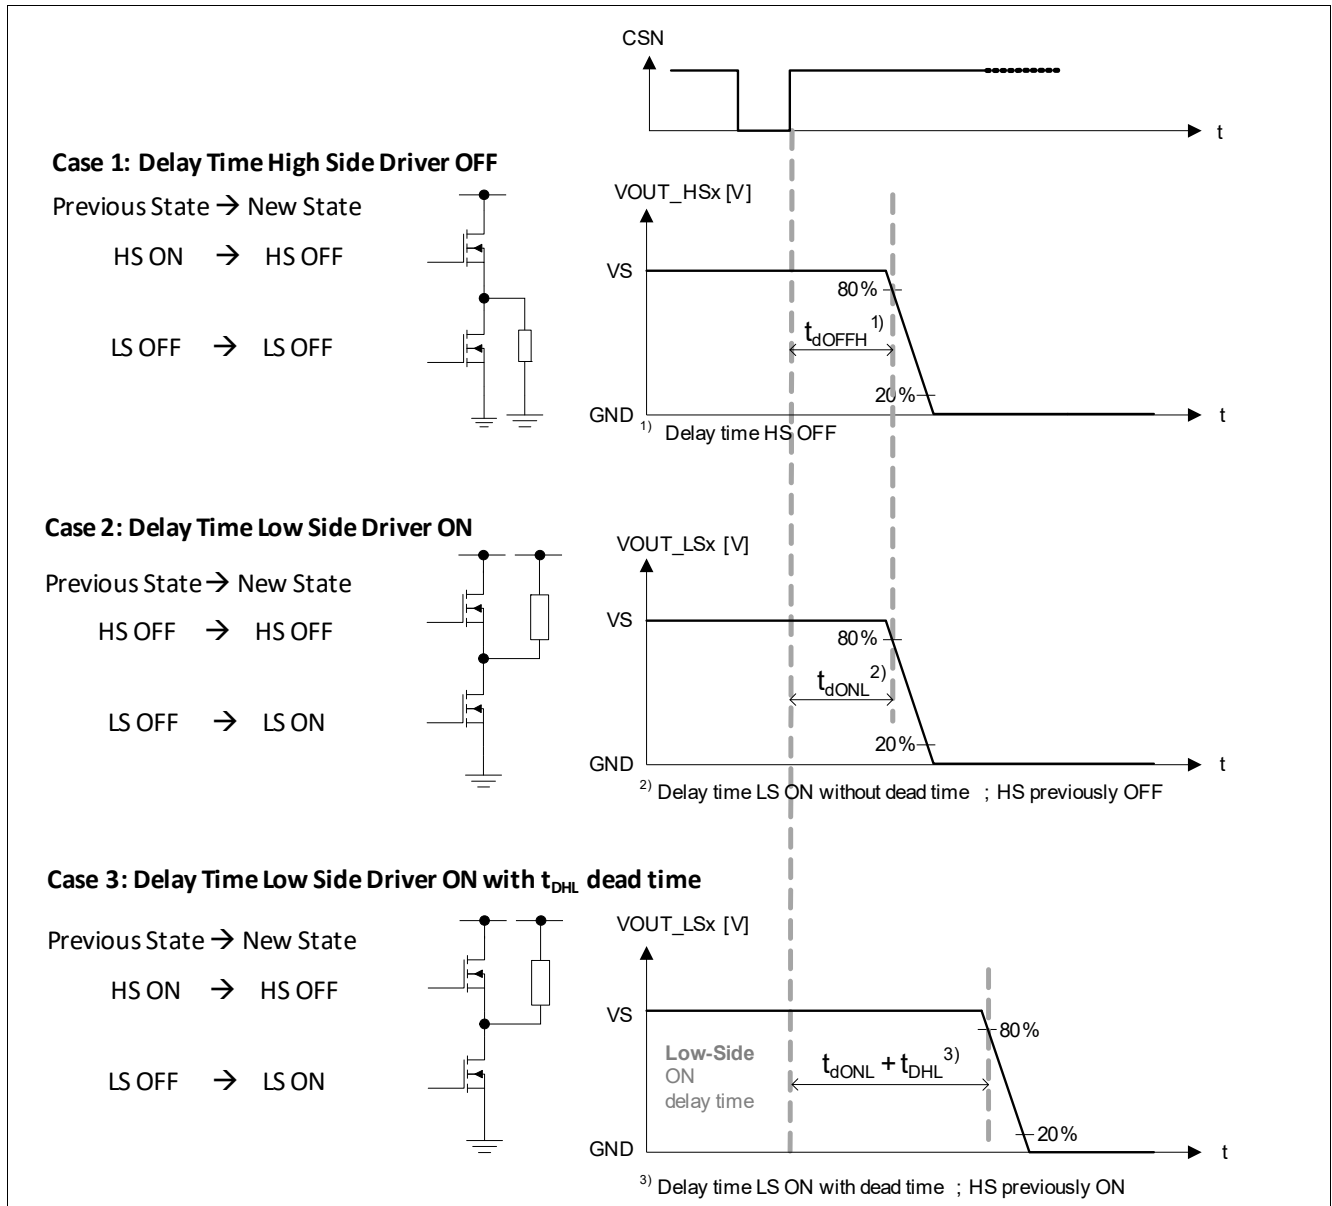 CSN
t
Case 1: Delay Time High Side Driver OFF
Previous State → New State
HS ON → HS OFF
LS OFF → LS OFF
VOUT_HSx [V]
VS
80%
tdOFFH 1)
20%
GND
t
1) Delay time HS OFF
Case 2: Delay Time Low Side Driver ON
Previous State → New State
HS OFF → HS OFF
LS OFF → LS ON
VOUT_LSx [V]
VS
80%
tdONL 2)
20%
GND
t
2) Delay time LS ON without dead time ; HS previously OFF
Case 3: Delay Time Low Side Driver ON with tDHL dead time
Previous State → New State
HS ON → HS OFF
LS OFF → LS ON
VOUT_LSx [V]
VS
80%
Low-Side
ON
delay time
tdONL + tDHL 3)
20%
GND
t
3) Delay time LS ON with dead time ; HS previously ON